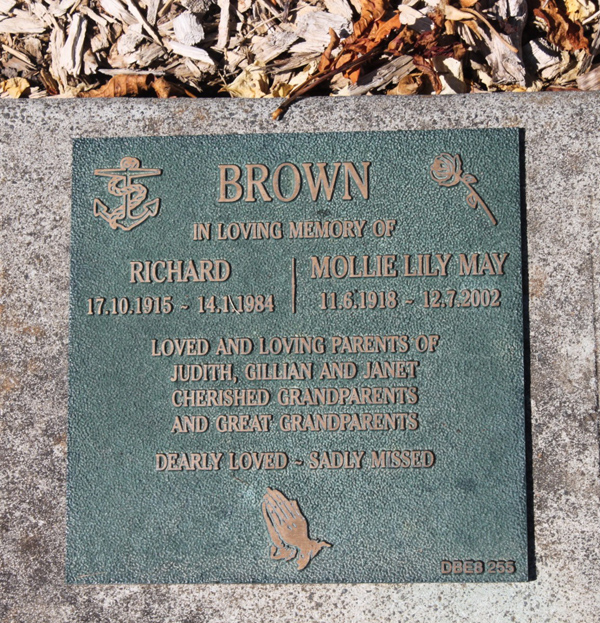 BROWN
IN LOVING MEMORY OF
RICHARD | MOLLIE LILY MAY
17.10.1915 ~ 14.1.1984 | 11.6.1918 ~ 12.7.2002
LOVED AND LOVING PARENTS OF
JUDITH, GILLIAN AND JANET
CHERISHED GRANDPARENTS
AND GREAT GRANDPARENTS
DEARLY LOVED ~ SADLY MISSED
DBE8 255